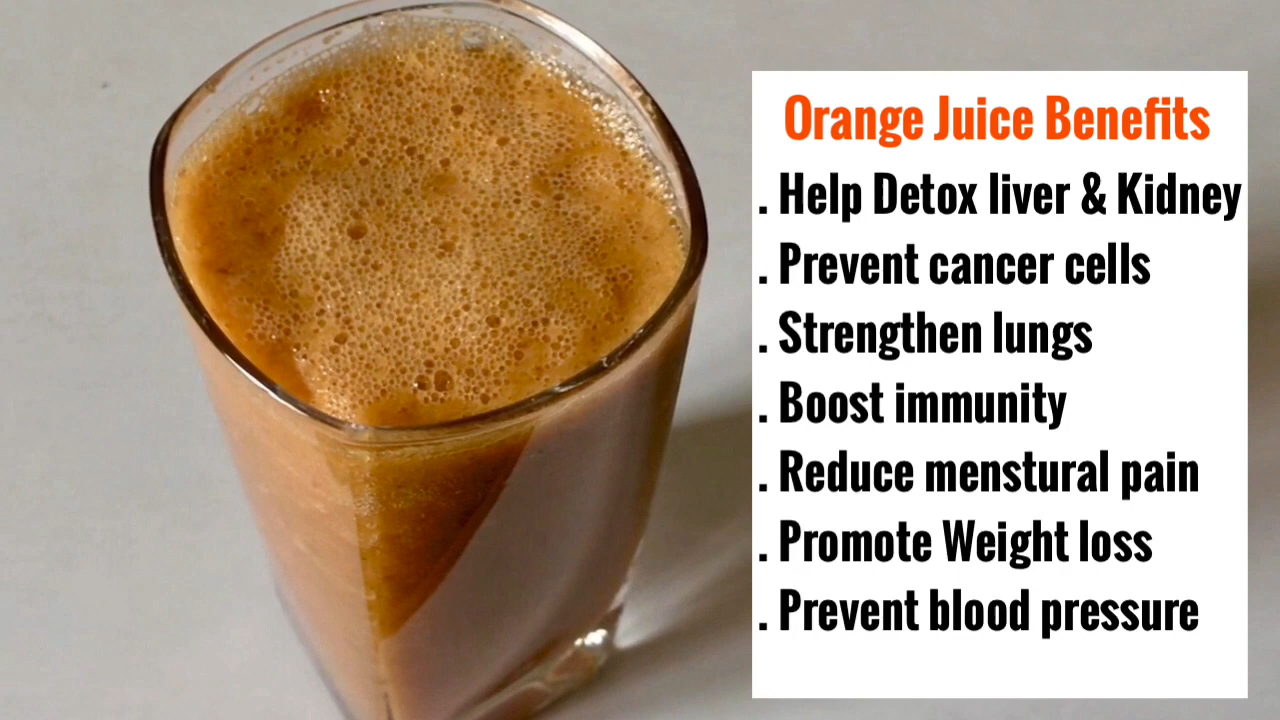 Orange Juice Benefits
. Help Detox liver & Kidney
. Prevent cancer cells
. Strengthen lungs
. Boost immunity
. Reduce menstural pain
. Promote Weight loss
. Prevent blood pressure